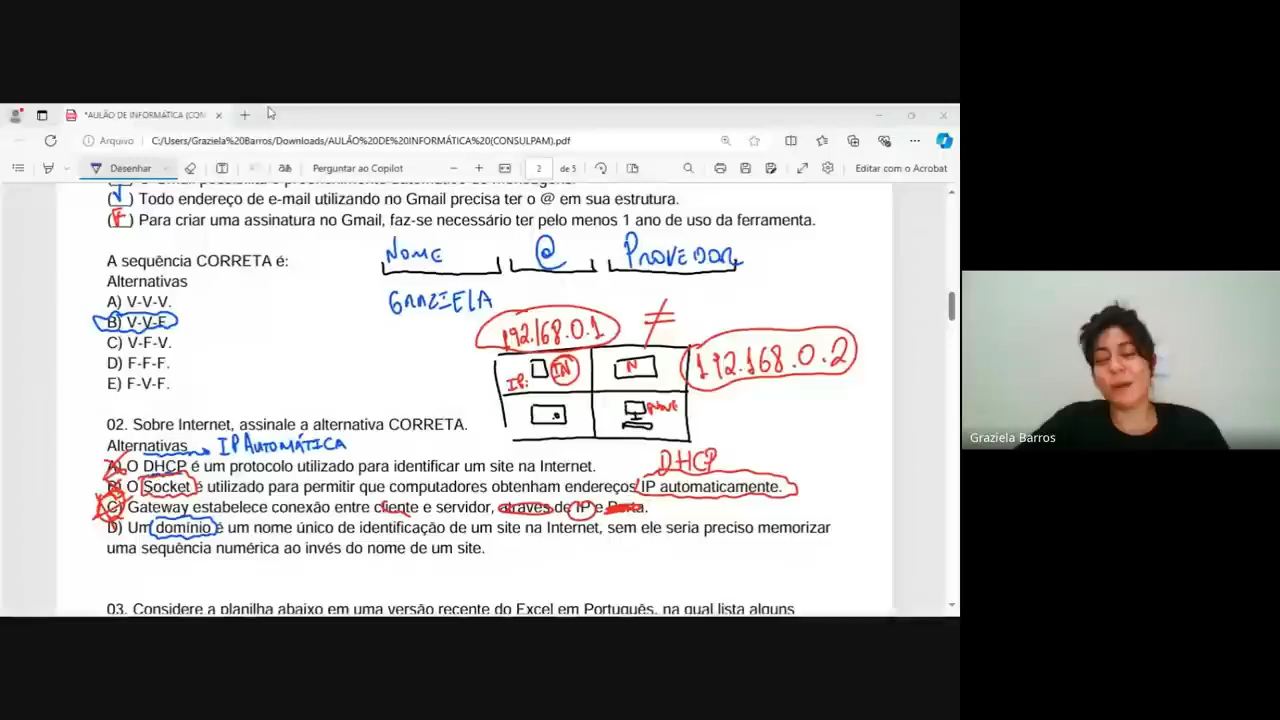 *AULÃO DE INFORMÁTICA (CON
Arquivo C:/Users/Graziela%20Barros/Downloads/AULÃO%20DE%20INFORMÁTICA%20(CONSULPAM).pdf
Desenhar Perguntar ao Copilot 2 de 5 Editar com o Acrobat
(V) Todo endereço de e-mail utilizando no Gmail precisa ter o @ em sua estrutura.
(F) Para criar uma assinatura no Gmail, faz-se necessário ter pelo menos 1 ano de uso da ferramenta.
NOME @ PROVEDOR
A sequência CORRETA é:
Alternativas
A) V-V-V.
GRAZIELA
B) V-V-F.
192.168.0.1 ≠
C) V-F-V.
192.168.0.2
D) F-F-F.
IP: IN N
E) F-V-F.
02. Sobre Internet, assinale a alternativa CORRETA.
Alternativas IP AUTOMÁTICA
A) O DHCP é um protocolo utilizado para identificar um site na Internet.
DHCP
B) O Socket é utilizado para permitir que computadores obtenham endereços IP automaticamente.
C) Gateway estabelece conexão entre cliente e servidor, através de IP e Porta.
D) Um domínio é um nome único de identificação de um site na Internet, sem ele seria preciso memorizar
uma sequência numérica ao invés do nome de um site.
03. Considere a planilha abaixo em uma versão recente do Excel em Português, na qual lista alguns
Graziela Barros